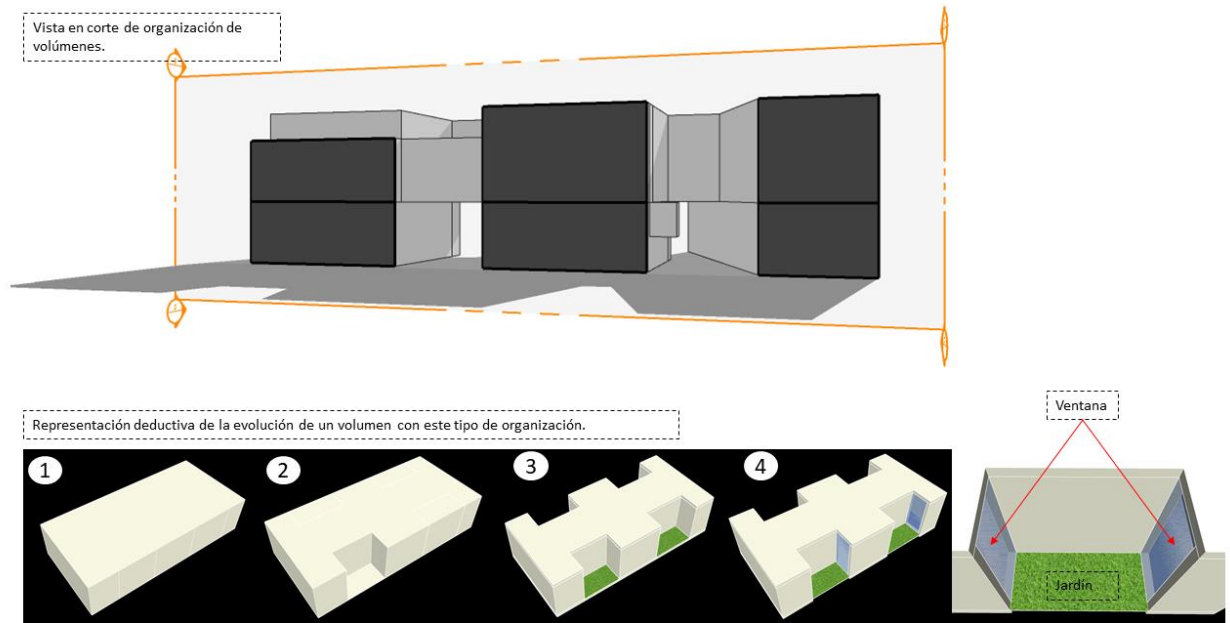 Vista en corte de organización de
volúmenes.
Representación deductiva de la evolución de un volumen con este tipo de organización.
Ventana
1
2
3
4
Jardín